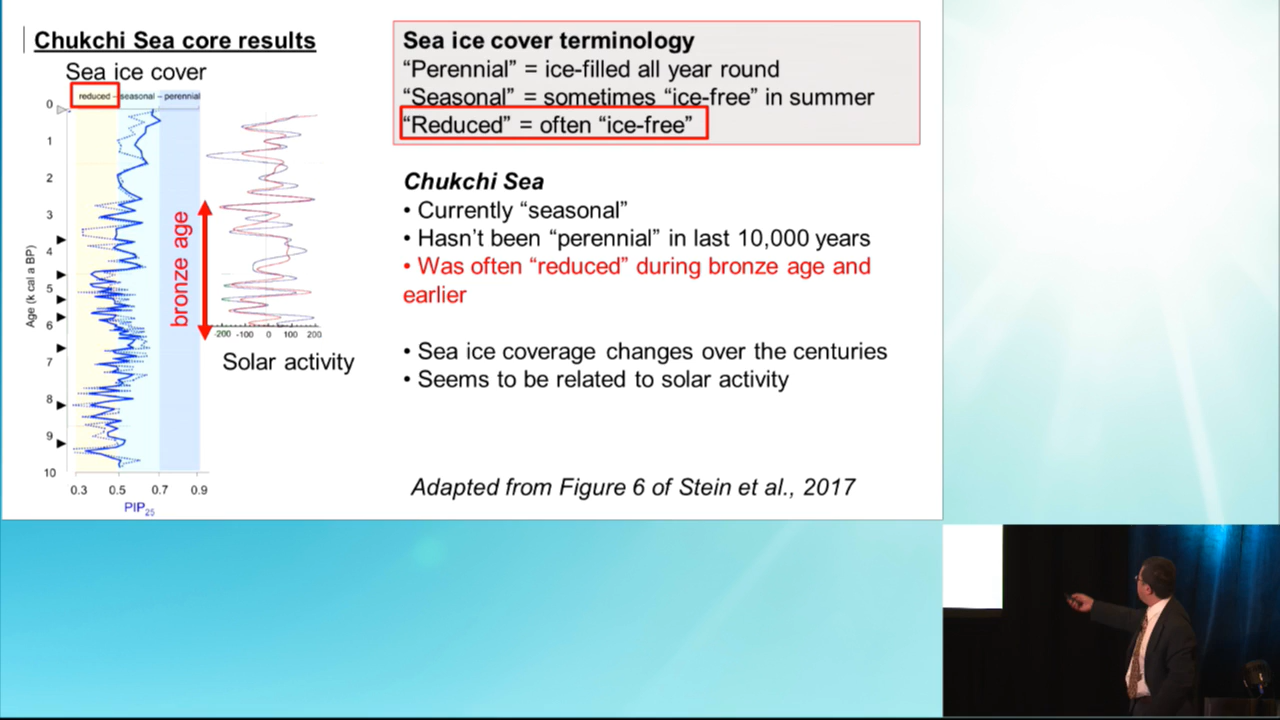 Chukchi Sea core results
Sea ice cover
reduced – seasonal – perennial
0
1
2
3
4
5
6
7
8
9
10
Age (k cal a BP)
0.3 0.5 0.7 0.9
PIP25
bronze age
-200 -100 0 100 200
Solar activity
Sea ice cover terminology
“Perennial” = ice-filled all year round
“Seasonal” = sometimes “ice-free” in summer
“Reduced” = often “ice-free”
Chukchi Sea
• Currently “seasonal”
• Hasn’t been “perennial” in last 10,000 years
• Was often “reduced” during bronze age and
earlier
• Sea ice coverage changes over the centuries
• Seems to be related to solar activity
Adapted from Figure 6 of Stein et al., 2017